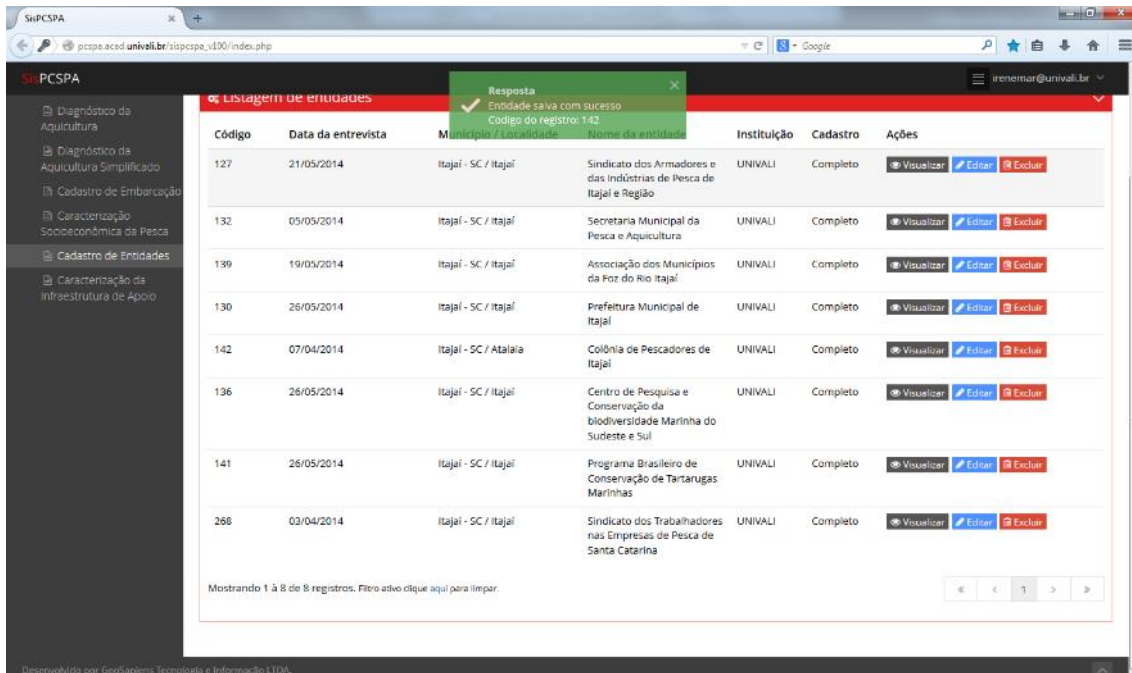 SisPCSPA
pcspa.acad.univali.br/sispcspa_v100/index.php
Google
SisPCSPA
irenemar@univali.br
Resposta
Entidade salva com sucesso
Codigo do registro: 142
Diagnóstico da
Aquicultura
Diagnóstico da
Aquicultura Simplificado
Cadastro de Embarcação
Caracterização
Socioeconômica da Pesca
Cadastro de Entidades
Caracterização da
Infraestrutura de Apoio
Listagem de entidades
Código Data da entrevista Município / Localidade Nome da entidade Instituição Cadastro Ações
127 21/05/2014 Itajaí - SC / Itajaí Sindicato dos Armadores e UNIVALI Completo Visualizar Editar Excluir
das Indústrias de Pesca de
Itajaí e Região
132 05/05/2014 Itajaí - SC / Itajaí Secretaria Municipal da UNIVALI Completo Visualizar Editar Excluir
Pesca e Aquicultura
139 19/05/2014 Itajaí - SC / Itajaí Associação dos Municípios UNIVALI Completo Visualizar Editar Excluir
da Foz do Rio Itajaí
130 26/05/2014 Itajaí - SC / Itajaí Prefeitura Municipal de UNIVALI Completo Visualizar Editar Excluir
Itajaí
142 07/04/2014 Itajaí - SC / Atalaia Colônia de Pescadores de UNIVALI Completo Visualizar Editar Excluir
Itajaí
136 26/05/2014 Itajaí - SC / Itajaí Centro de Pesquisa e UNIVALI Completo Visualizar Editar Excluir
Conservação da
biodiversidade Marinha do
Sudeste e Sul
141 26/05/2014 Itajaí - SC / Itajaí Programa Brasileiro de UNIVALI Completo Visualizar Editar Excluir
Conservação de Tartarugas
Marinhas
268 03/04/2014 Itajaí - SC / Itajaí Sindicato dos Trabalhadores UNIVALI Completo Visualizar Editar Excluir
nas Empresas de Pesca de
Santa Catarina
Mostrando 1 à 8 de 8 registros. Filtro ativo clique aqui para limpar.
« < 1 > »
Desenvolvido por GeoSapiens Tecnologia e Informação LTDA.